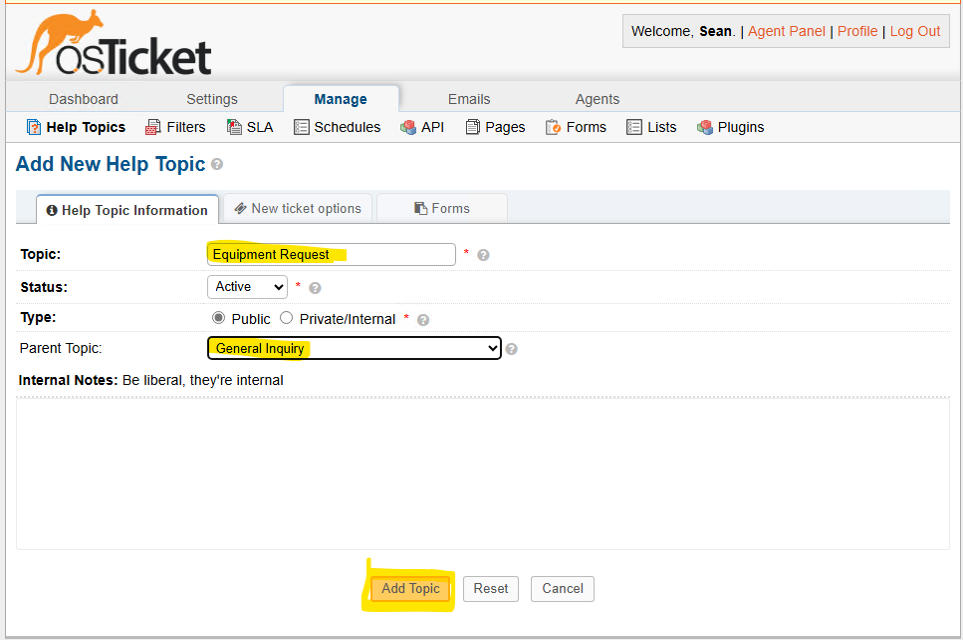 osTicket
Welcome, Sean. | Agent Panel | Profile | Log Out
Dashboard Settings Manage Emails Agents
Help Topics Filters SLA Schedules API Pages Forms Lists Plugins
Add New Help Topic ?
Help Topic Information New ticket options Forms
Topic: Equipment Request * ?
Status: Active * ?
Type: Public Private/Internal * ?
Parent Topic: General Inquiry ?
Internal Notes: Be liberal, they're internal
Add Topic Reset Cancel